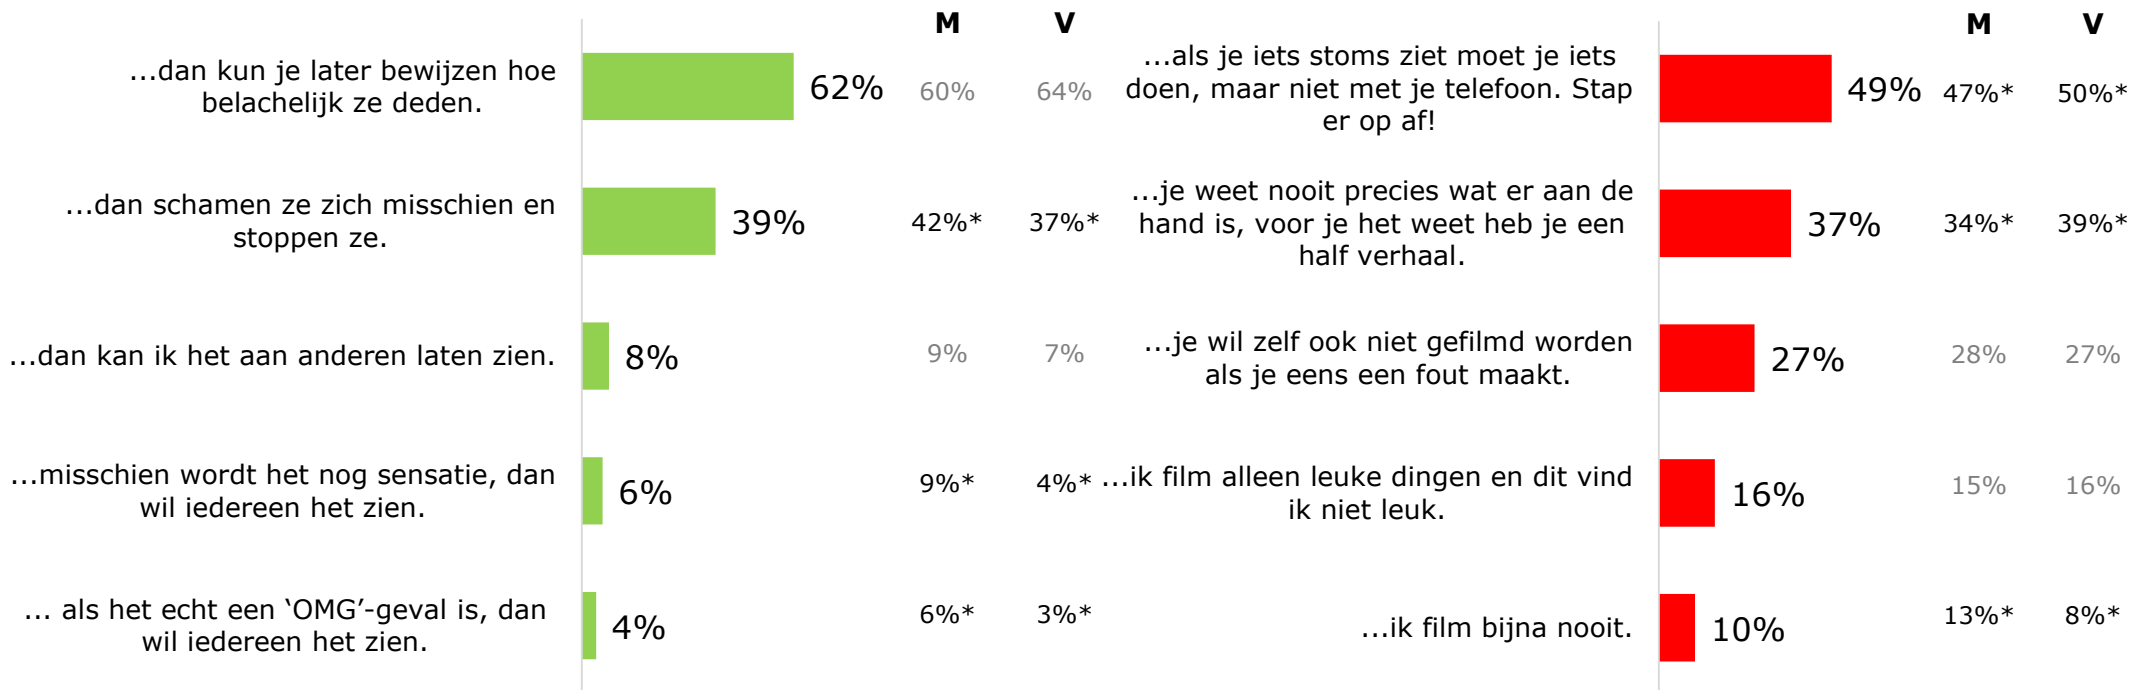 M V
...dan kun je later bewijzen hoe
belachelijk ze deden.
62% 60% 64%
...dan schamen ze zich misschien en
stoppen ze.
39% 42%* 37%*
...dan kan ik het aan anderen laten zien.
8% 9% 7%
...misschien wordt het nog sensatie, dan
wil iedereen het zien.
6% 9%* 4%*
... als het echt een ‘OMG’-geval is, dan
wil iedereen het zien.
4% 6%* 3%*
M V
...als je iets stoms ziet moet je iets
doen, maar niet met je telefoon. Stap
er op af!
49% 47%* 50%*
...je weet nooit precies wat er aan de
hand is, voor je het weet heb je een
half verhaal.
37% 34%* 39%*
...je wil zelf ook niet gefilmd worden
als je eens een fout maakt.
27% 28% 27%
...ik film alleen leuke dingen en dit vind
ik niet leuk.
16% 15% 16%
...ik film bijna nooit.
10% 13%* 8%*